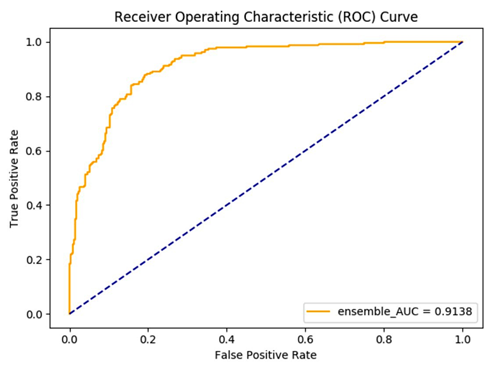 Receiver Operating Characteristic (ROC) Curve
True Positive Rate
1.0
0.8
0.6
0.4
0.2
0.0
ensemble_AUC = 0.9138
0.0 0.2 0.4 0.6 0.8 1.0
False Positive Rate